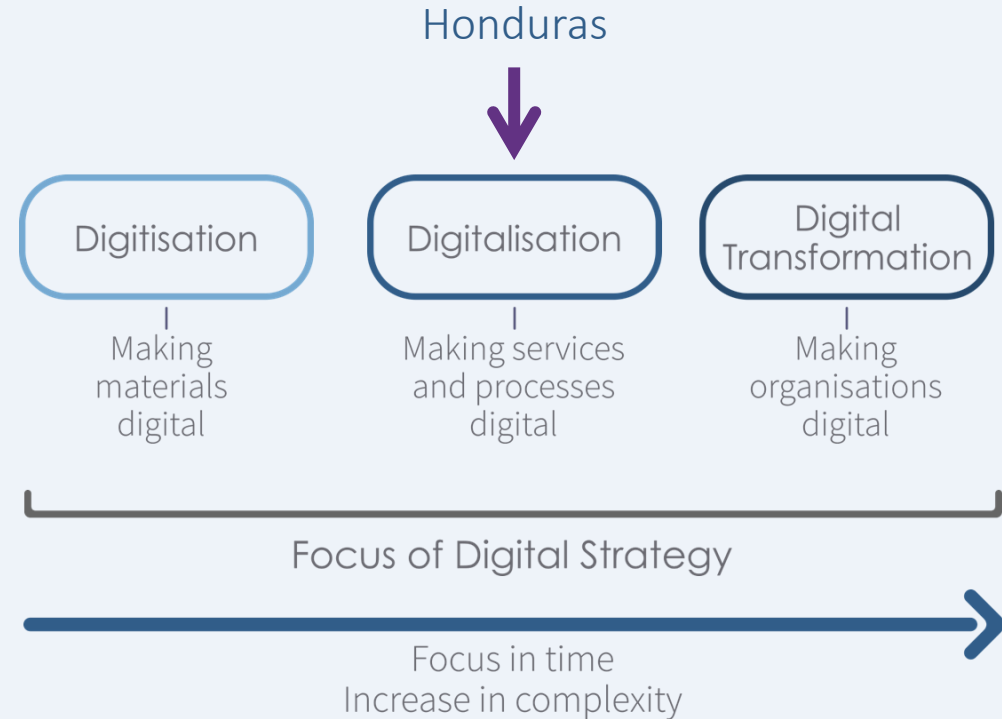 Honduras
Digitisation
Digitalisation
Digital
Transformation
Making
materials
digital
Making services
and processes
digital
Making
organisations
digital
Focus of Digital Strategy
Focus in time
Increase in complexity